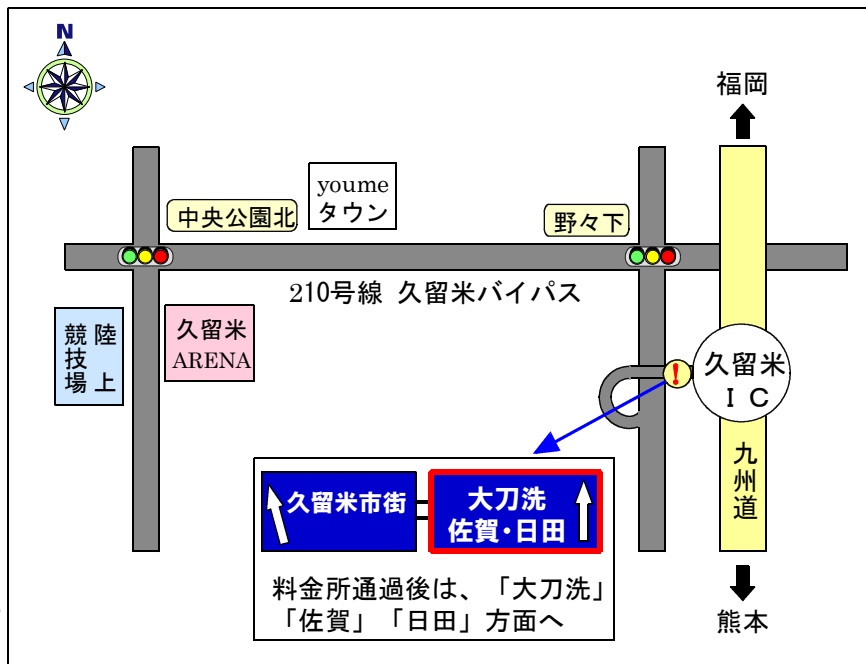 N
福岡
youme
タウン
中央公園北
野々下
210号線 久留米バイパス
陸上
競技場
久留米
ARENA
!
久留米
IC
九州道
久留米市街
大刀洗
佐賀・日田
料金所通過後は、「大刀洗」
「佐賀」「日田」方面へ
熊本